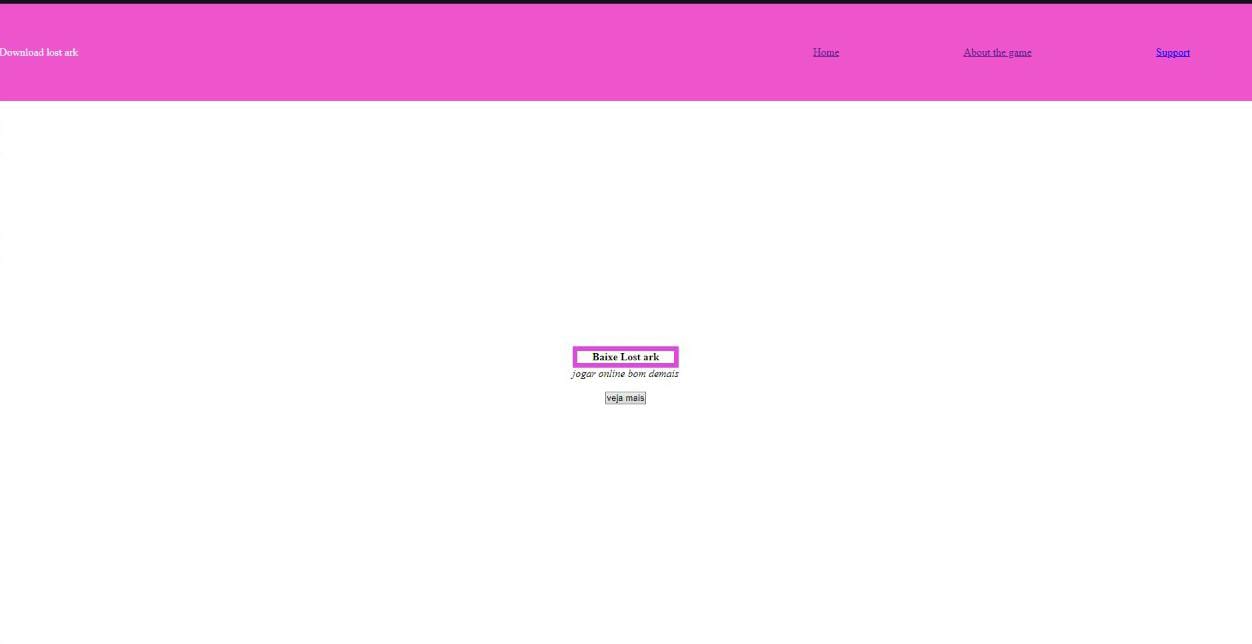 Download lost ark
Home
About the game
Support
Baixe Lost ark
jogar online bom demais
veja mais